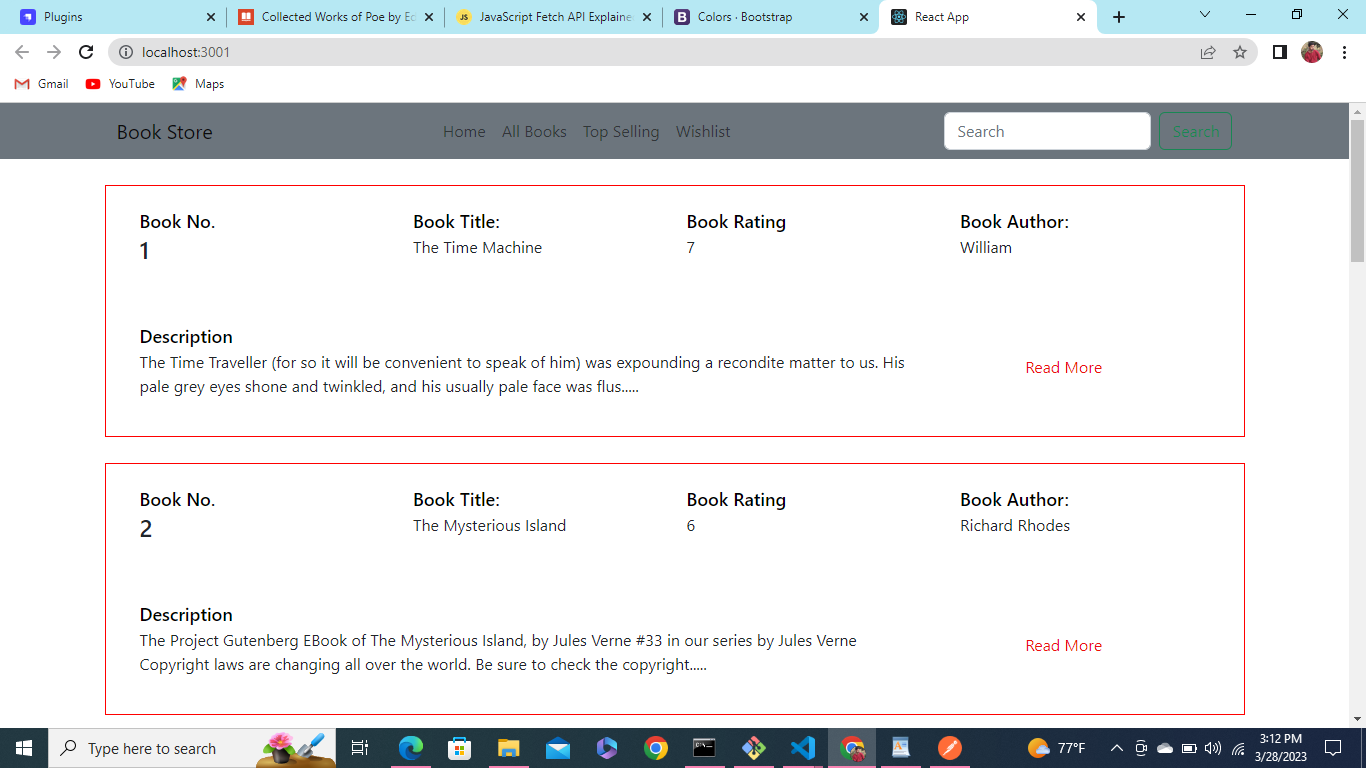 Plugins
Collected Works of Poe by Ed
JavaScript Fetch API Explaine
Colors · Bootstrap
React App
localhost:3001
Gmail YouTube Maps
Book Store Home All Books Top Selling Wishlist Search Search
Book No. Book Title: Book Rating Book Author:
1 The Time Machine 7 William
Description
The Time Traveller (for so it will be convenient to speak of him) was expounding a recondite matter to us. His
pale grey eyes shone and twinkled, and his usually pale face was flus.....
Read More
Book No. Book Title: Book Rating Book Author:
2 The Mysterious Island 6 Richard Rhodes
Description
The Project Gutenberg EBook of The Mysterious Island, by Jules Verne #33 in our series by Jules Verne
Copyright laws are changing all over the world. Be sure to check the copyright.....
Read More
Type here to search
77°F
3:12 PM
3/28/2023